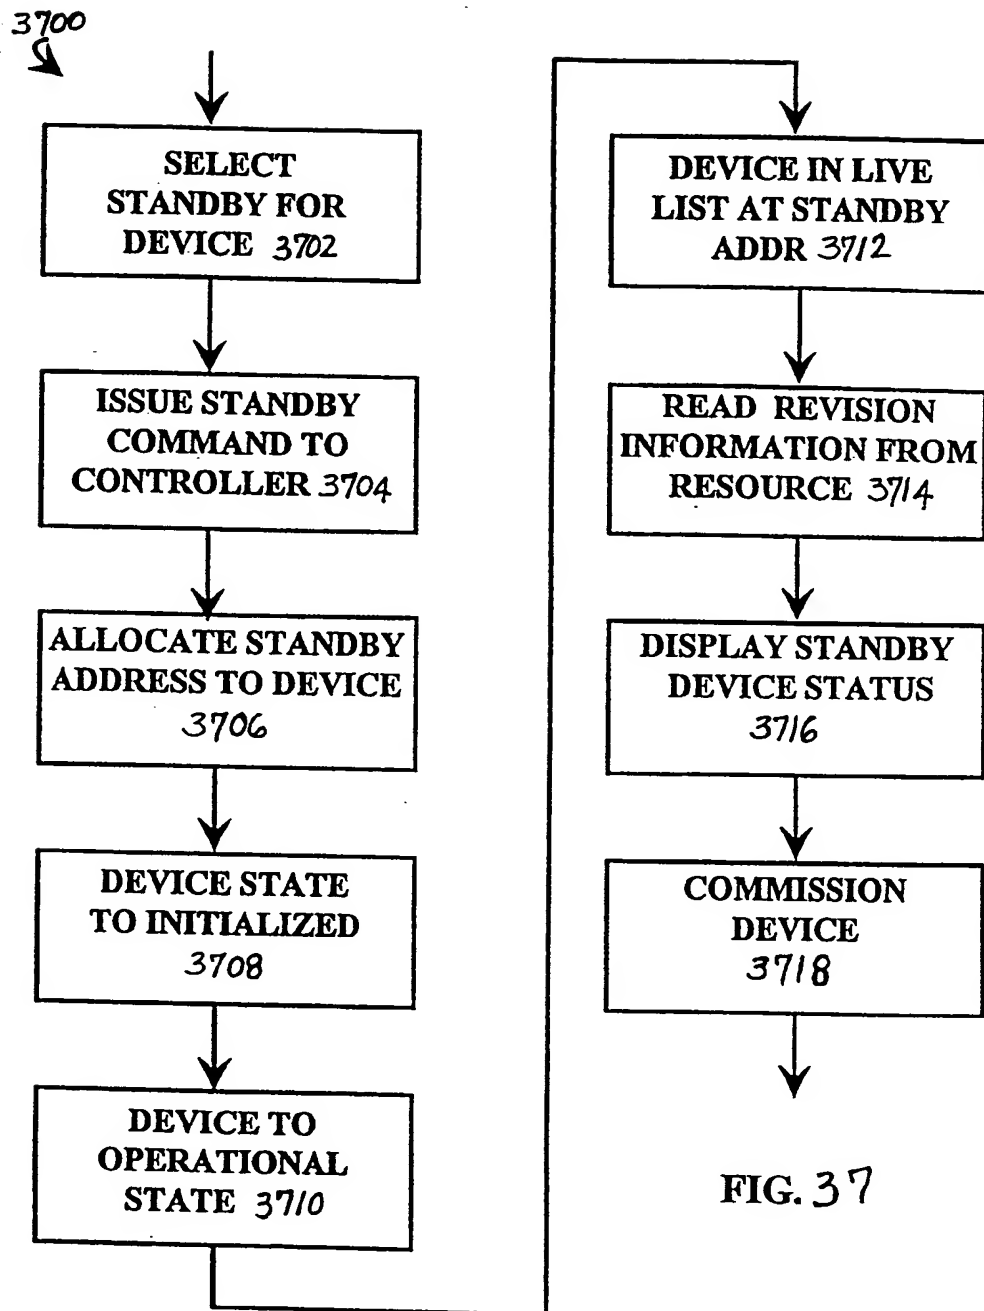 3700
SELECT
STANDBY FOR
DEVICE 3702
ISSUE STANDBY
COMMAND TO
CONTROLLER 3704
ALLOCATE STANDBY
ADDRESS TO DEVICE
3706
DEVICE STATE
TO INITIALIZED
3708
DEVICE TO
OPERATIONAL
STATE 3710
DEVICE IN LIVE
LIST AT STANDBY
ADDR 3712
READ REVISION
INFORMATION FROM
RESOURCE 3714
DISPLAY STANDBY
DEVICE STATUS
3716
COMMISSION
DEVICE
3718
FIG. 37